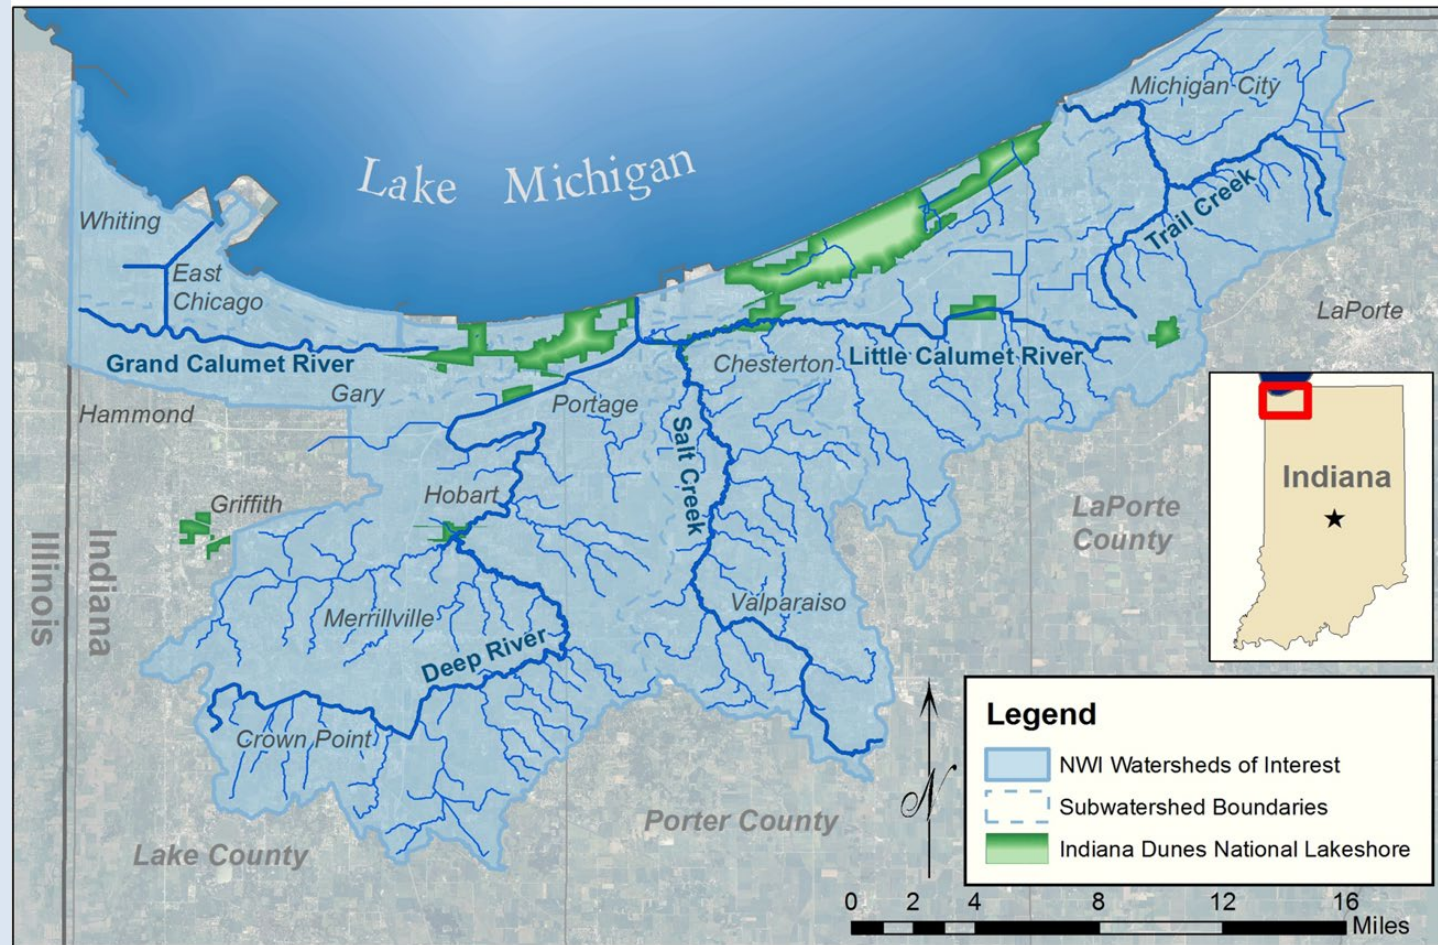 Lake Michigan
Michigan City
Whiting
East
Chicago
Trail Creek
LaPorte
Grand Calumet River
Chesterton
Little Calumet River
Gary
Portage
Hammond
Salt Creek
Indiana
Hobart
Griffith
LaPorte
County
Illinois
Indiana
Merrillville
Valparaiso
Deep River
Crown Point
Porter County
Lake County
N
Legend
NWI Watersheds of Interest
Subwatershed Boundaries
Indiana Dunes National Lakeshore
0 2 4 8 12 16
Miles